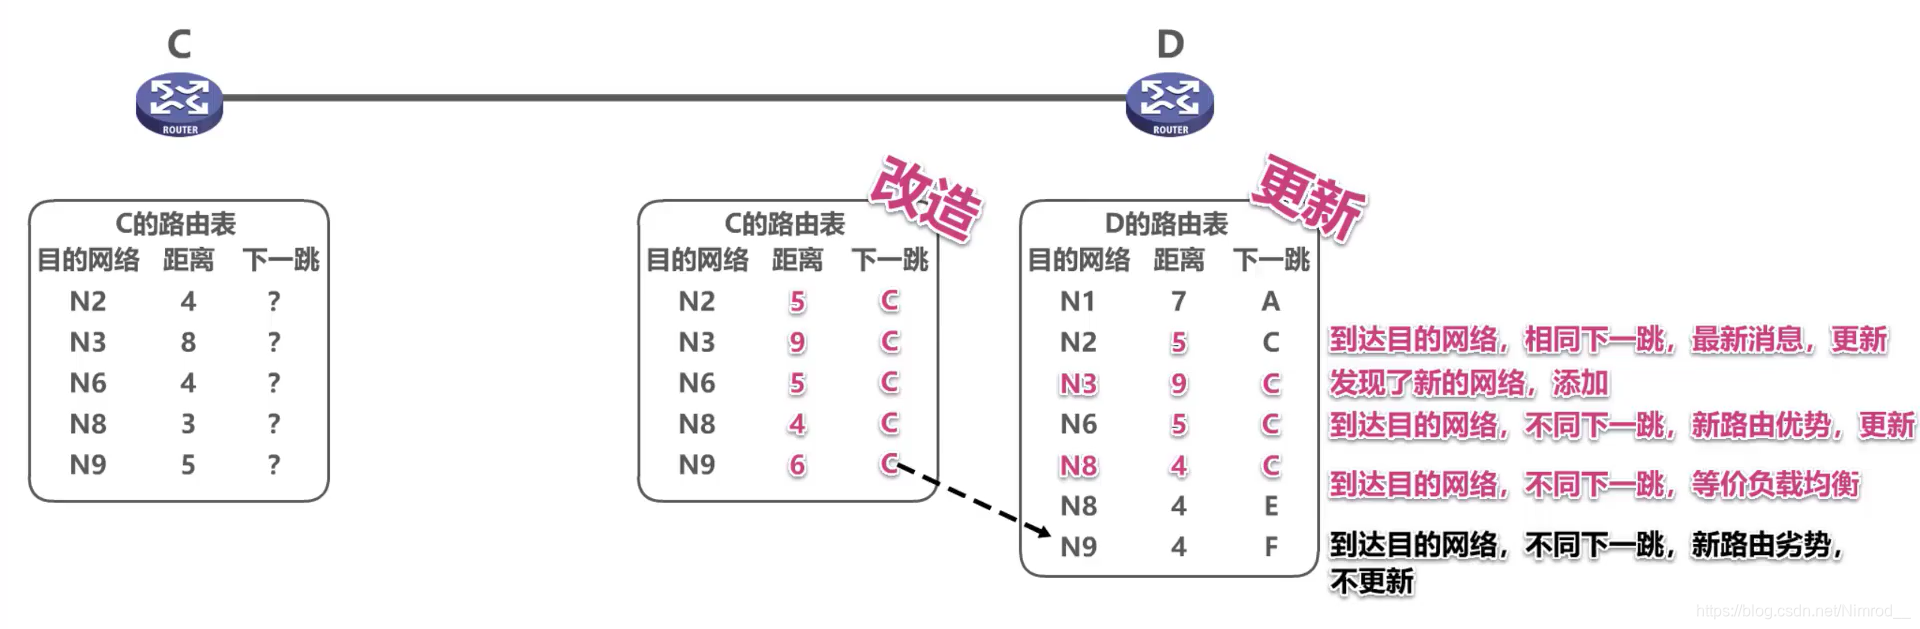 C
D
ROUTER
ROUTER
C的路由表
目的网络 距离 下一跳
N2 4 ?
N3 8 ?
N6 4 ?
N8 3 ?
N9 5 ?
改造
C的路由表
目的网络 距离 下一跳
N2 5 C
N3 9 C
N6 5 C
N8 4 C
N9 6 C
更新
D的路由表
目的网络 距离 下一跳
N1 7 A
N2 5 C
N3 9 C
N6 5 C
N8 4 C
N8 4 E
N9 4 F
到达目的网络，相同下一跳，最新消息，更新
发现了新的网络，添加
到达目的网络，不同下一跳，新路由优势，更新
到达目的网络，不同下一跳，等价负载均衡
到达目的网络，不同下一跳，新路由劣势，
不更新
https://blog.csdn.net/Nimrod__